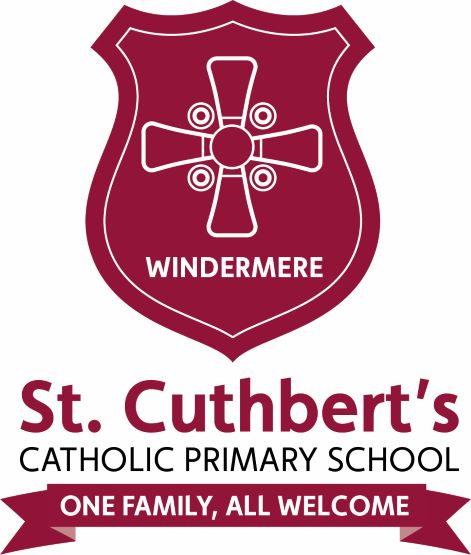 WINDERMERE
St. Cuthbert's
CATHOLIC PRIMARY SCHOOL
ONE FAMILY, ALL WELCOME